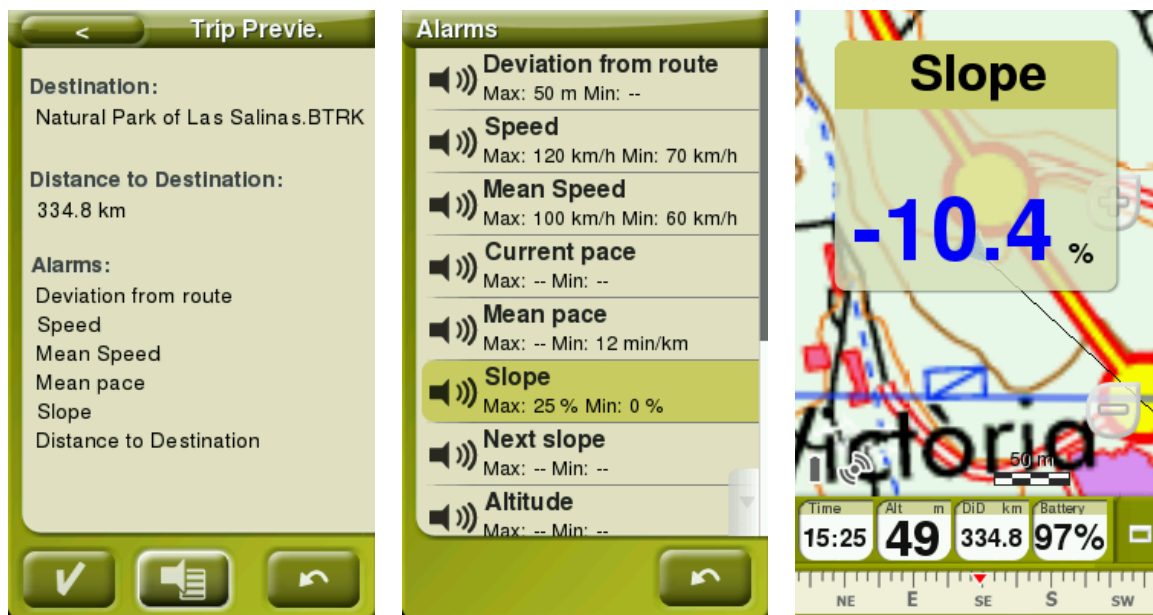 <
Trip Previe.
Destination:
Natural Park of Las Salinas.BTRK
Distance to Destination:
334.8 km
Alarms:
Deviation from route
Speed
Mean Speed
Mean pace
Slope
Distance to Destination
Alarms
Deviation from route
Max: 50 m Min: --
Speed
Max: 120 km/h Min: 70 km/h
Mean Speed
Max: 100 km/h Min: 60 km/h
Current pace
Max: -- Min: --
Mean pace
Max: -- Min: 12 min/km
Slope
Max: 25 % Min: 0 %
Next slope
Max: -- Min: --
Altitude
Max: -- Min: --
Slope
-10.4 %
Victòria
50 m
Time
15:25
Alt m
49
DiD km
334.8
Battery
97%
NE E SE S SW